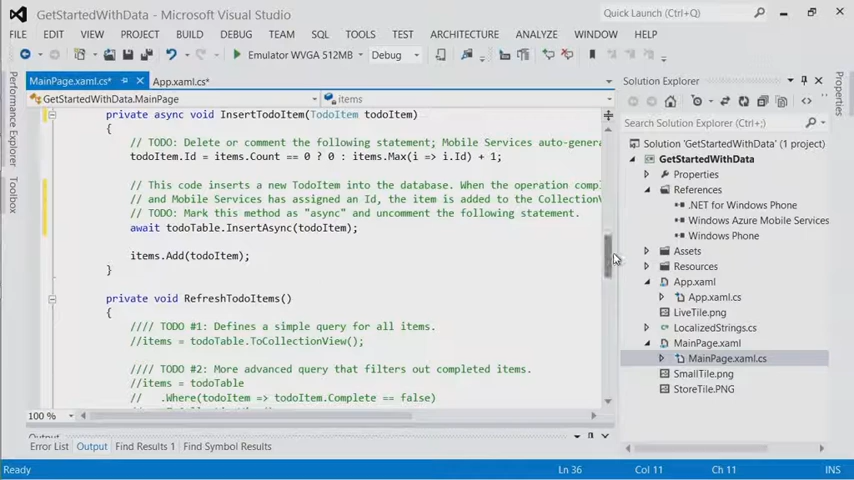 GetStartedWithData - Microsoft Visual Studio
Quick Launch (Ctrl+Q)
FILE EDIT VIEW PROJECT BUILD DEBUG TEAM SQL TOOLS TEST ARCHITECTURE ANALYZE WINDOW HELP
Emulator WVGA 512MB Debug
MainPage.xaml.cs* App.xaml.cs*
GetStartedWithData.MainPage items
private async void InsertTodoItem(TodoItem todoItem)
{
// TODO: Delete or comment the following statement; Mobile Services auto-genera
todoItem.Id = items.Count == 0 ? 0 : items.Max(i => i.Id) + 1;
// This code inserts a new TodoItem into the database. When the operation compl
// and Mobile Services has assigned an Id, the item is added to the Collection
// TODO: Mark this method as "async" and uncomment the following statement.
await todoTable.InsertAsync(todoItem);
items.Add(todoItem);
}
private void RefreshTodoItems()
{
//// TODO #1: Defines a simple query for all items.
//items = todoTable.ToCollectionView();
//// TODO #2: More advanced query that filters out completed items.
//items = todoTable
// .Where(todoItem => todoItem.Complete == false)
100 %
Output
Error List Output Find Results 1 Find Symbol Results
Ready Ln 36 Col 11 Ch 11 INS
Performance Explorer
Toolbox
Solution Explorer
Search Solution Explorer (Ctrl+;)
Solution 'GetStartedWithData' (1 project)
GetStartedWithData
Properties
References
.NET for Windows Phone
Windows Azure Mobile Services
Windows Phone
Assets
Resources
App.xaml
App.xaml.cs
LiveTile.png
LocalizedStrings.cs
MainPage.xaml
MainPage.xaml.cs
SmallTile.png
StoreTile.PNG
Properties